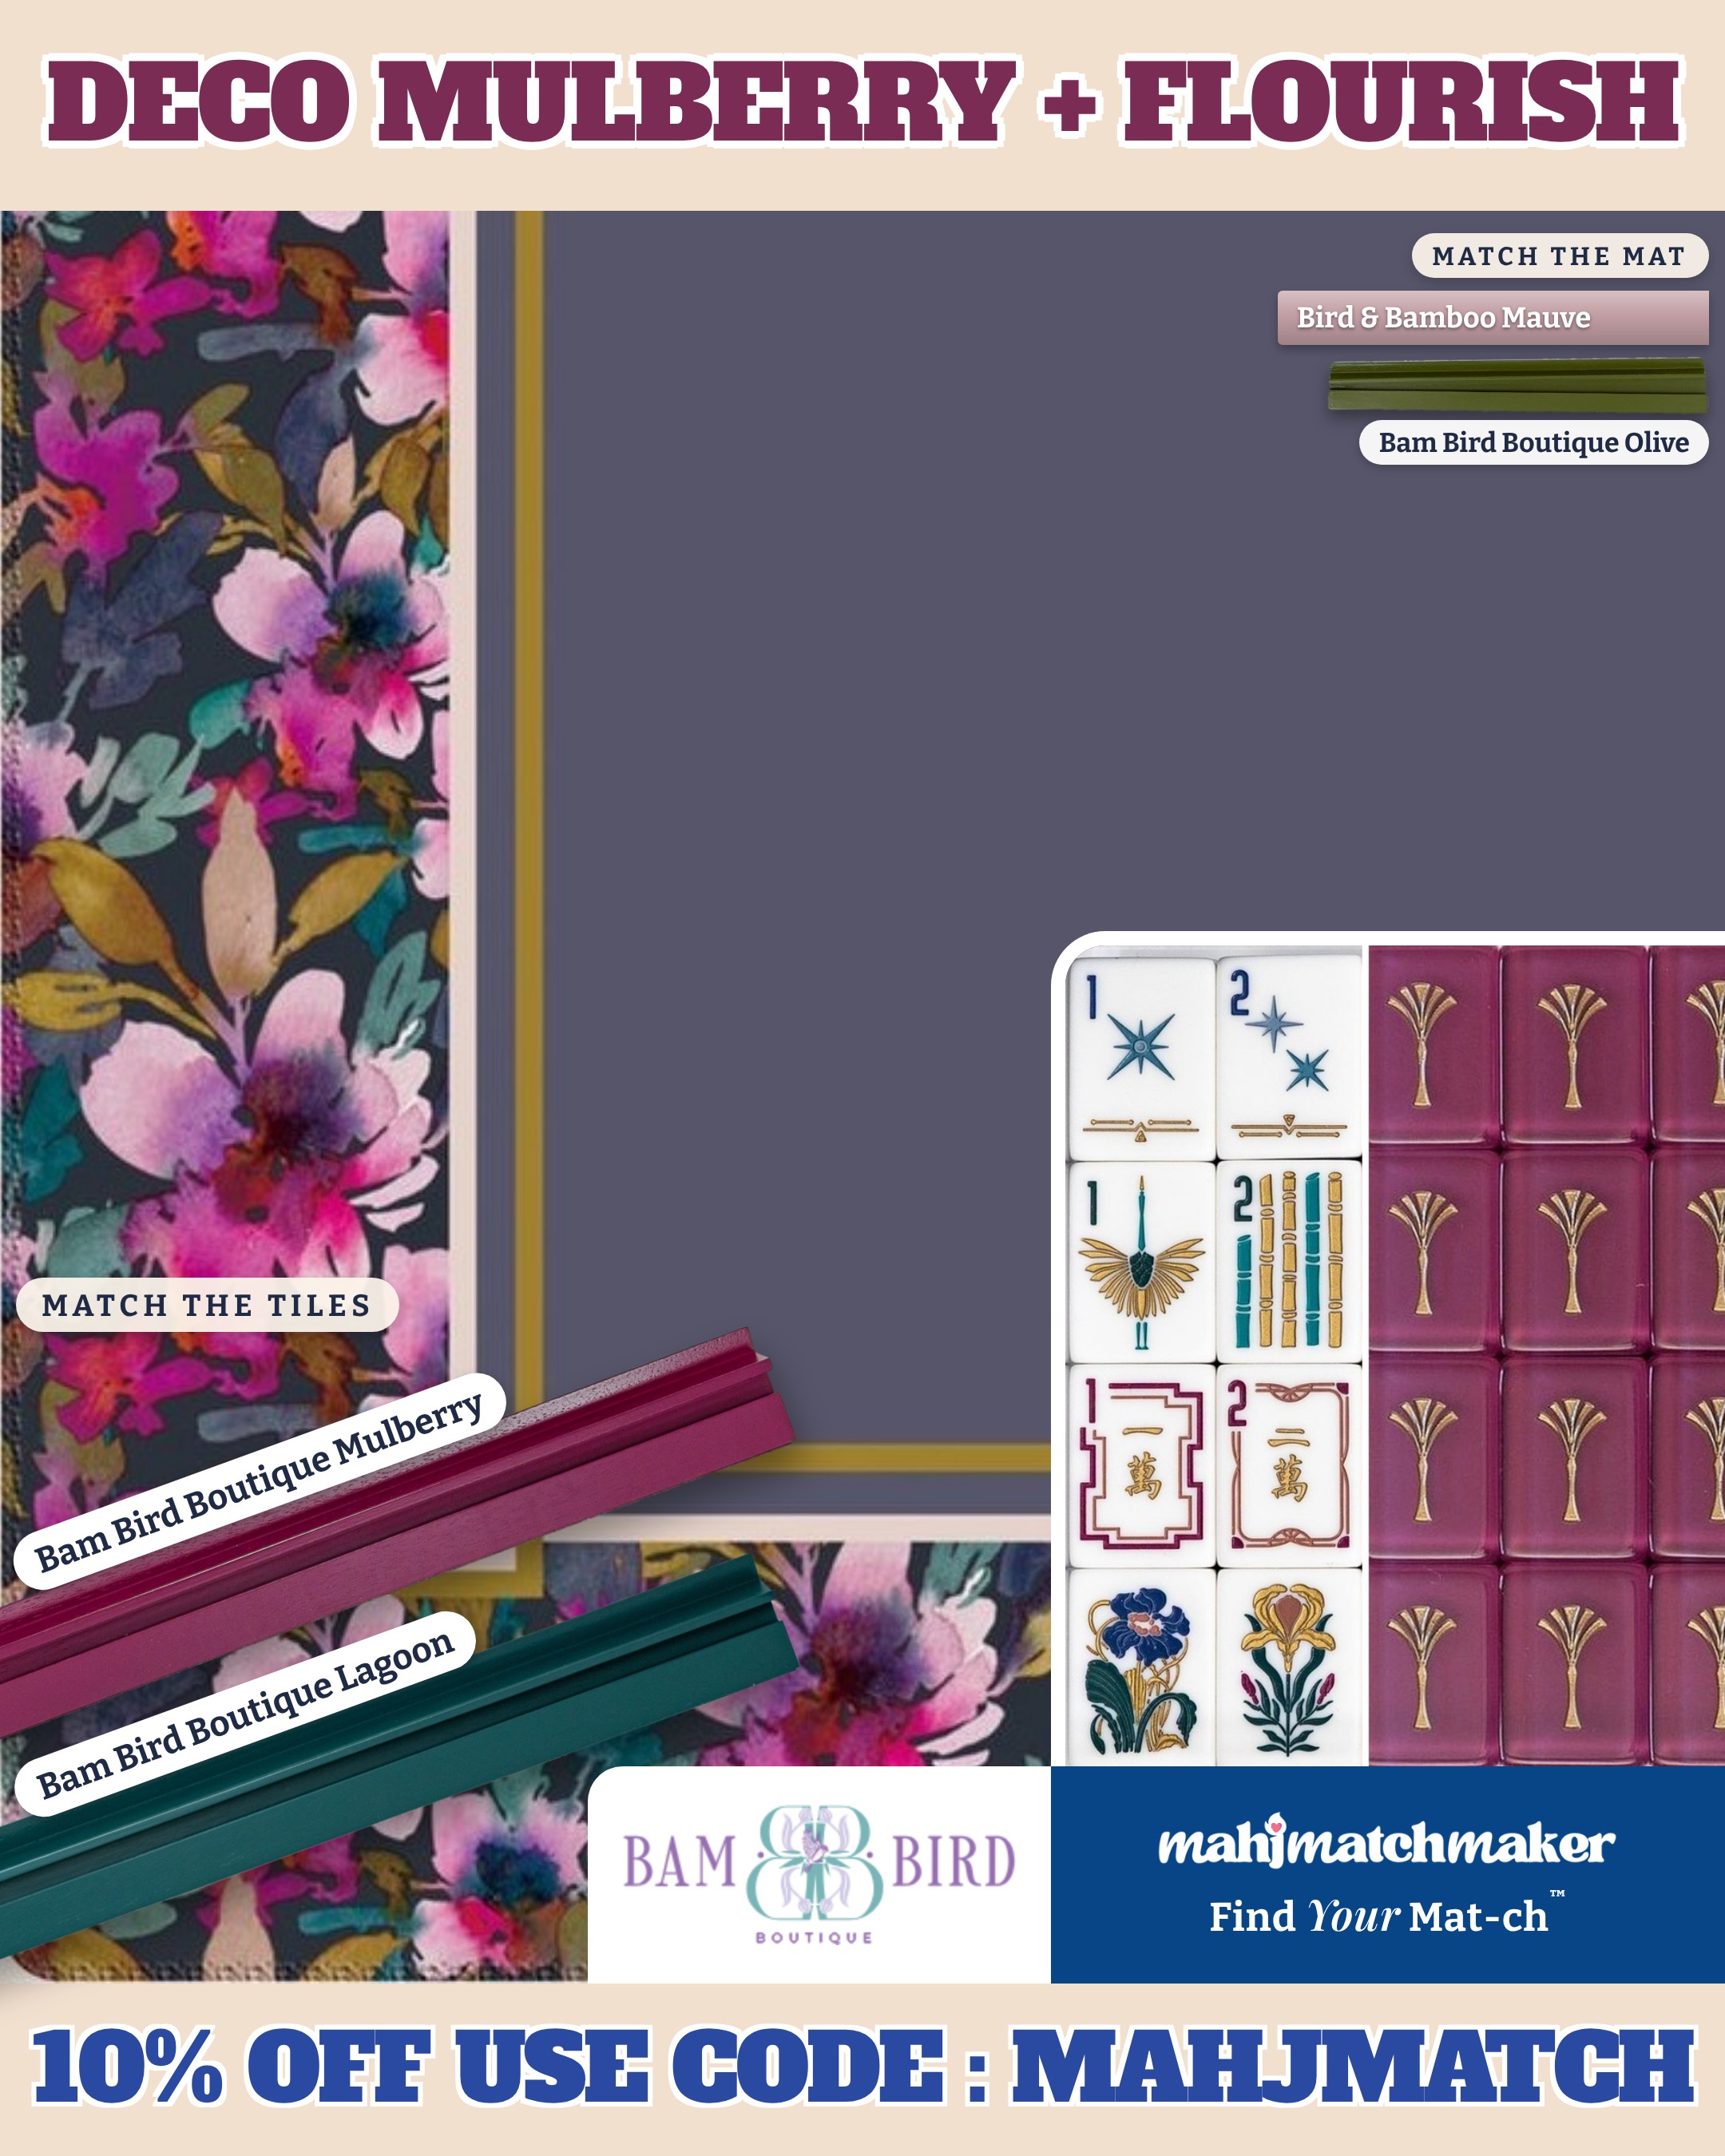 DECO MULBERRY + FLOURISH
MATCH THE MAT
Bird & Bamboo Mauve
Bam Bird Boutique Olive
1
2
1
2
1
一
萬
2
二
萬
MATCH THE TILES
Bam Bird Boutique Mulberry
Bam Bird Boutique Lagoon
BAM BB BIRD
BOUTIQUE
mahjmatchmaker
Find Your Mat-ch™
10% OFF USE CODE : MAHJMATCH